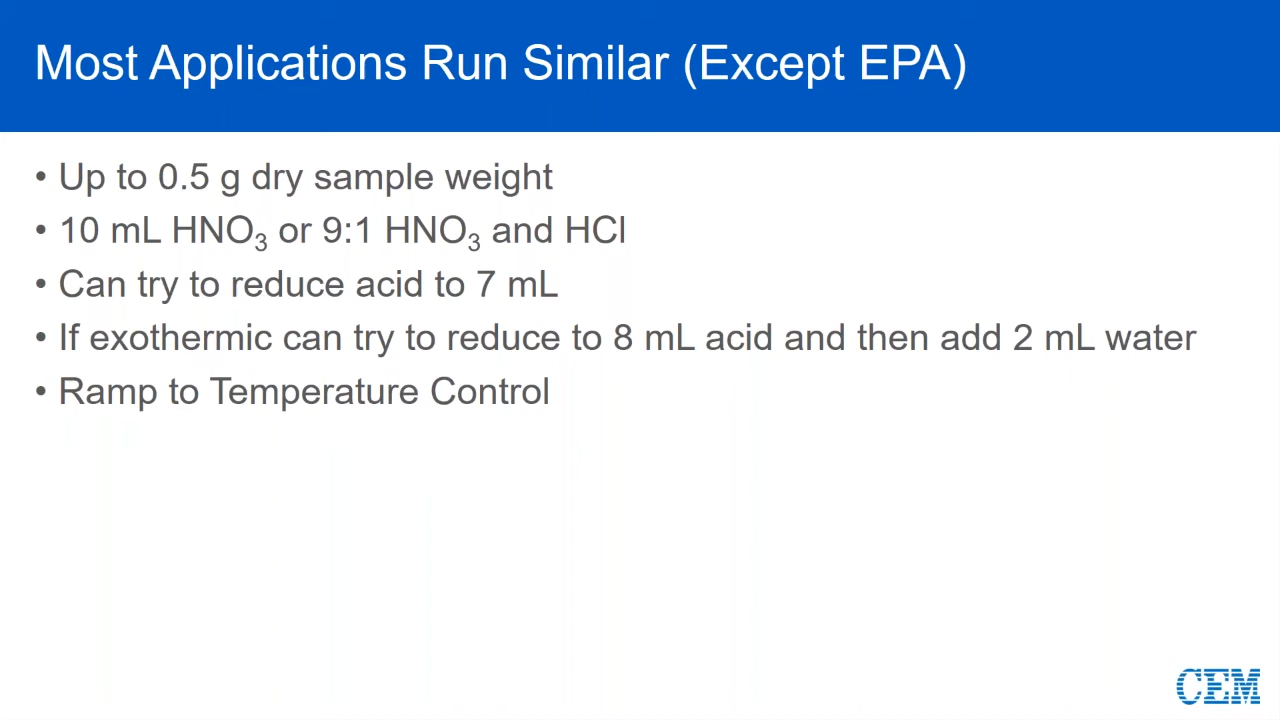 Most Applications Run Similar (Except EPA)
• Up to 0.5 g dry sample weight
• 10 mL HNO₃ or 9:1 HNO₃ and HCl
• Can try to reduce acid to 7 mL
• If exothermic can try to reduce to 8 mL acid and then add 2 mL water
• Ramp to Temperature Control
CEM